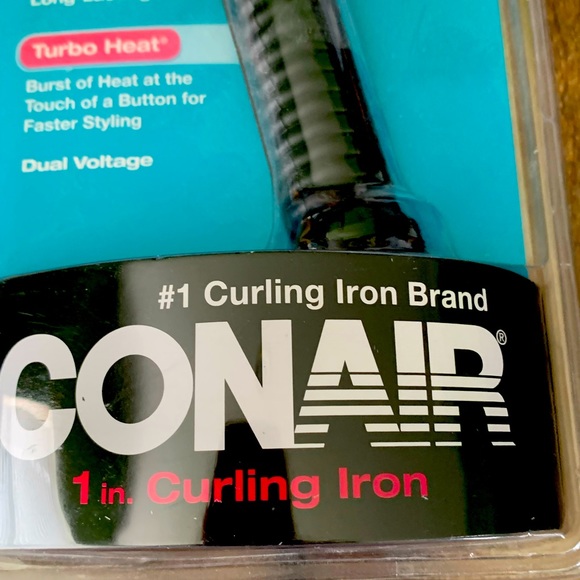 Turbo Heat®
Burst of Heat at the
Touch of a Button for
Faster Styling
Dual Voltage
#1 Curling Iron Brand
CONAIR®
1 in. Curling Iron